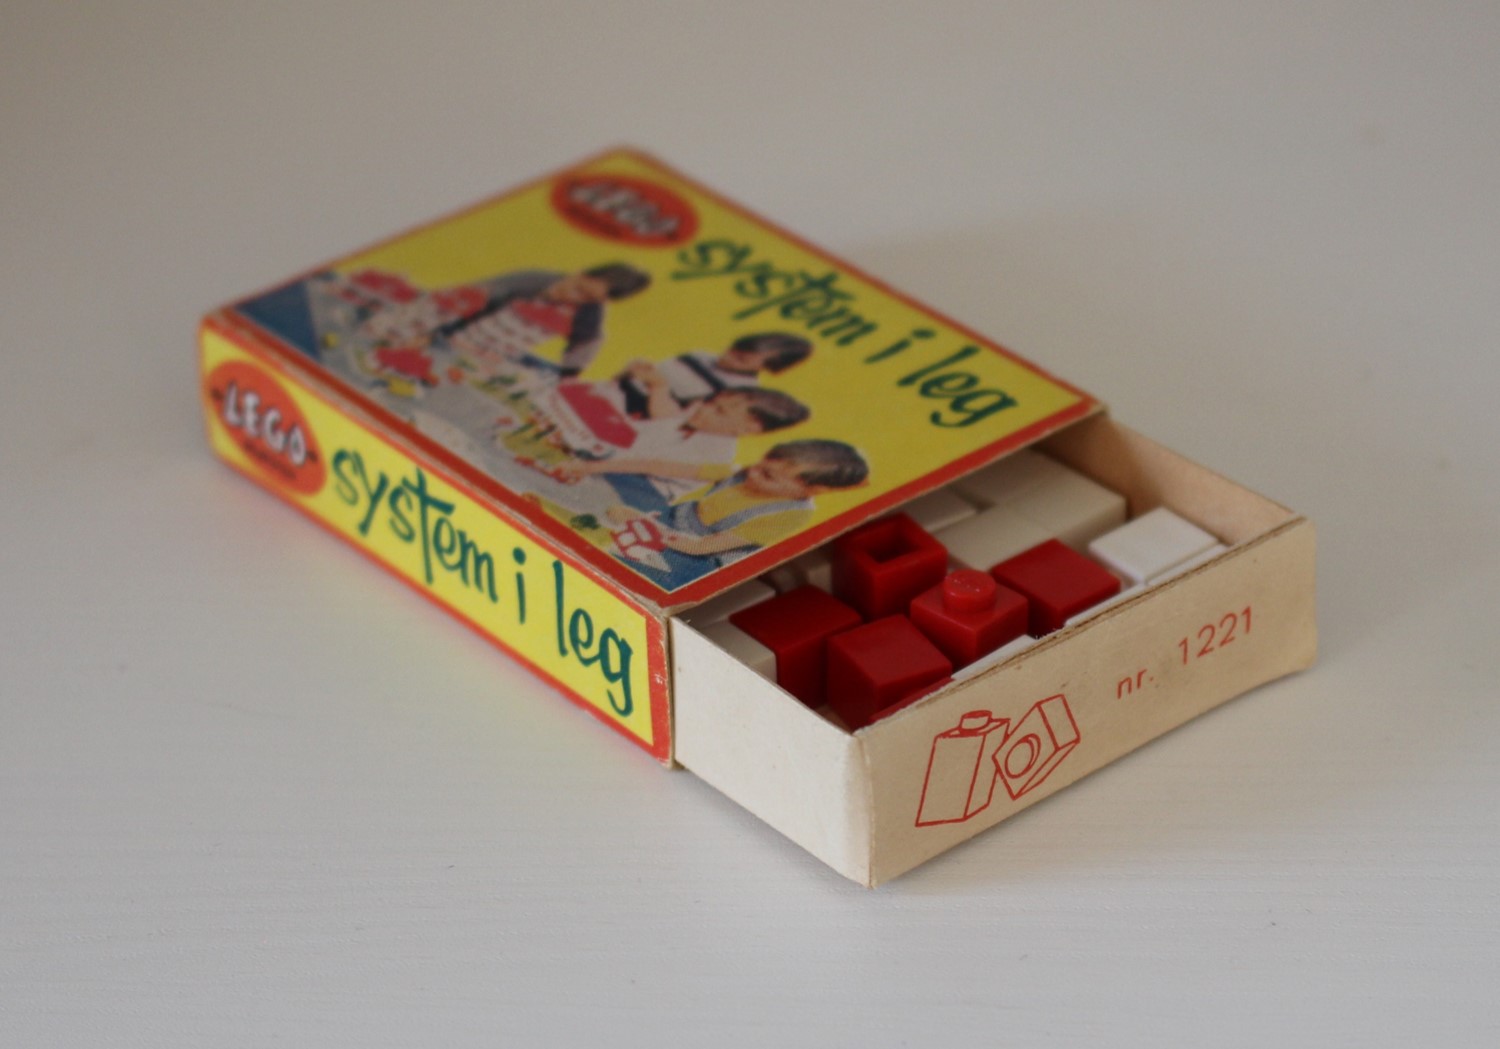 LEGO
system i leg
LEGO
system i leg
nr. 1221